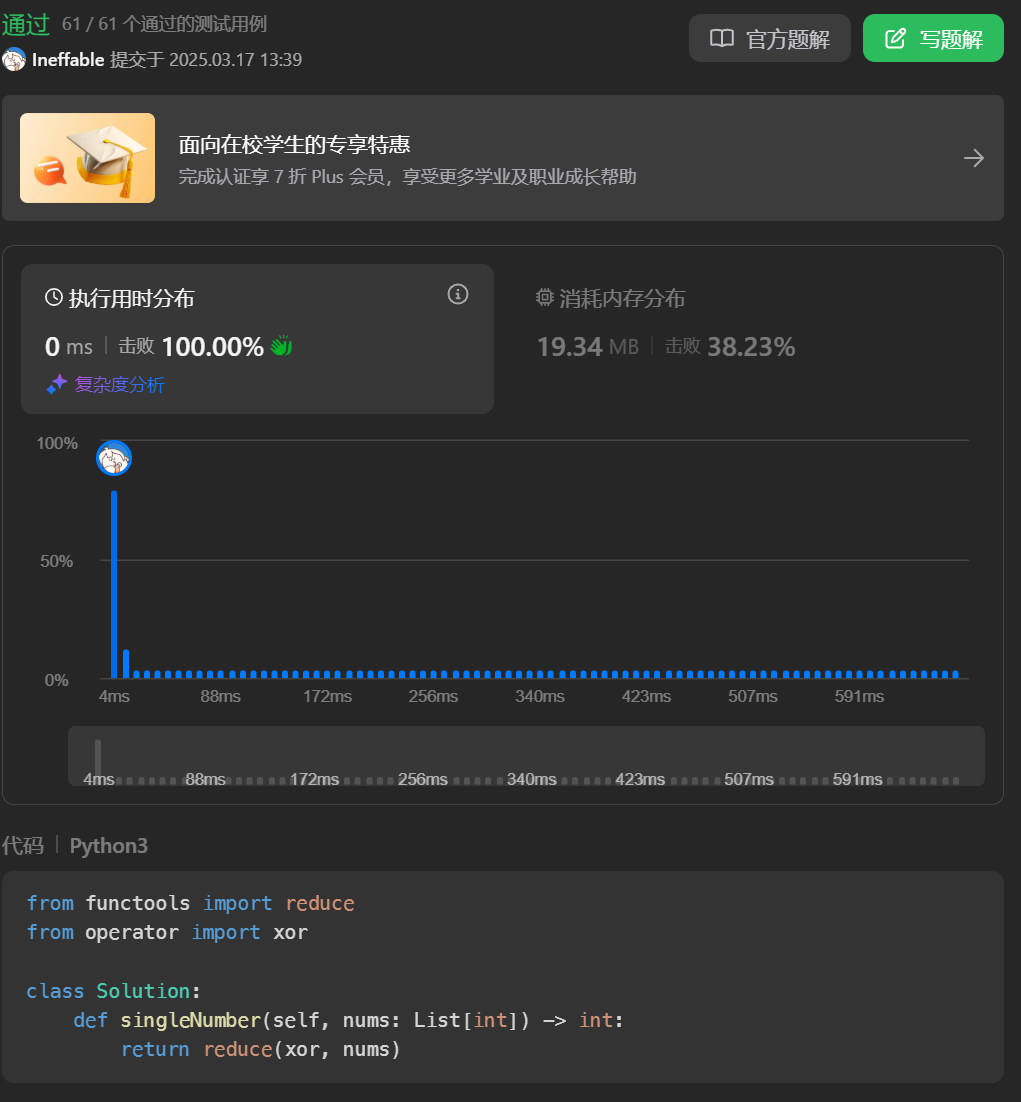 通过 61 / 61 个通过的测试用例
官方题解
写题解
Ineffable 提交于 2025.03.17 13:39
面向在校学生的专享特惠
完成认证享 7 折 Plus 会员，享受更多学业及职业成长帮助
执行用时分布
0 ms 击败 100.00%
复杂度分析
消耗内存分布
19.34 MB 击败 38.23%
100%
50%
0%
4ms 88ms 172ms 256ms 340ms 423ms 507ms 591ms
4ms 88ms 172ms 256ms 340ms 423ms 507ms 591ms
代码 Python3
from functools import reduce
from operator import xor
class Solution:
    def singleNumber(self, nums: List[int]) -> int:
        return reduce(xor, nums)